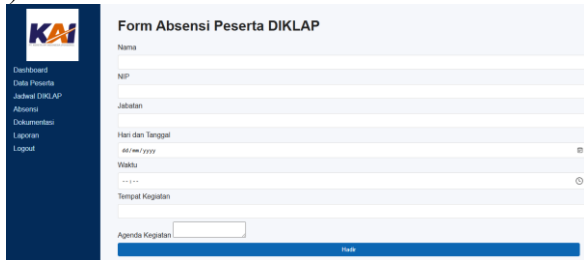 KAI
Dashboard
Data Peserta
Jadwal DIKLAP
Absensi
Dokumentasi
Laporan
Logout
Form Absensi Peserta DIKLAP
Nama
NIP
Jabatan
Hari dan Tanggal
dd/mm/yyyy
Waktu
--:--
Tempat Kegiatan
Agenda Kegiatan
Hadir